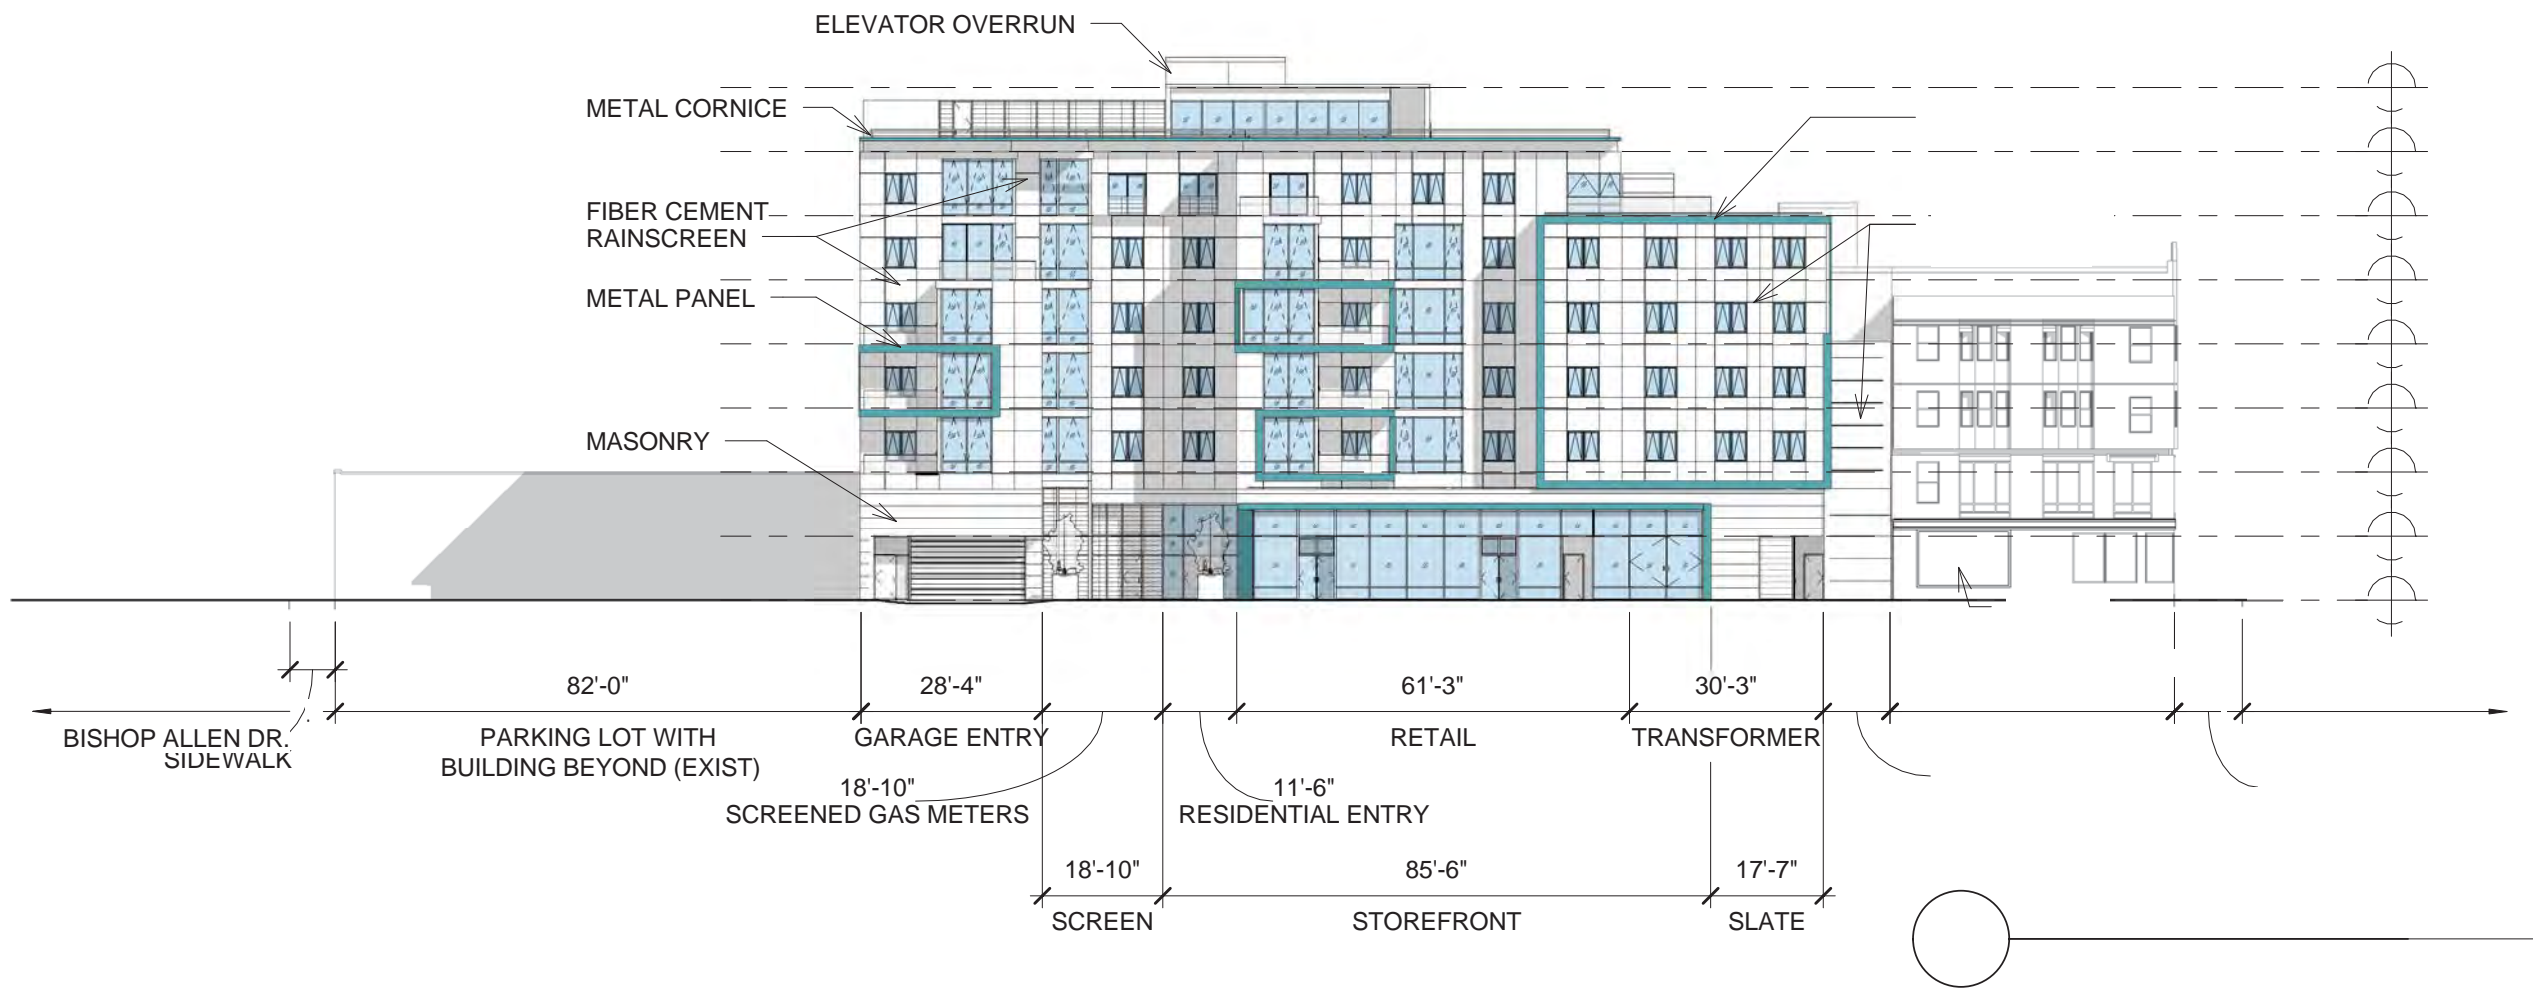 ELEVATOR OVERRUN
METAL CORNICE
FIBER CEMENT
RAINSCREEN
METAL PANEL
MASONRY
82'-0"
28'-4"
61'-3"
30'-3"
BISHOP ALLEN DR.
SIDEWALK
PARKING LOT WITH
BUILDING BEYOND (EXIST)
GARAGE ENTRY
RETAIL
TRANSFORMER
18'-10"
SCREENED GAS METERS
11'-6"
RESIDENTIAL ENTRY
18'-10"
85'-6"
17'-7"
SCREEN
STOREFRONT
SLATE